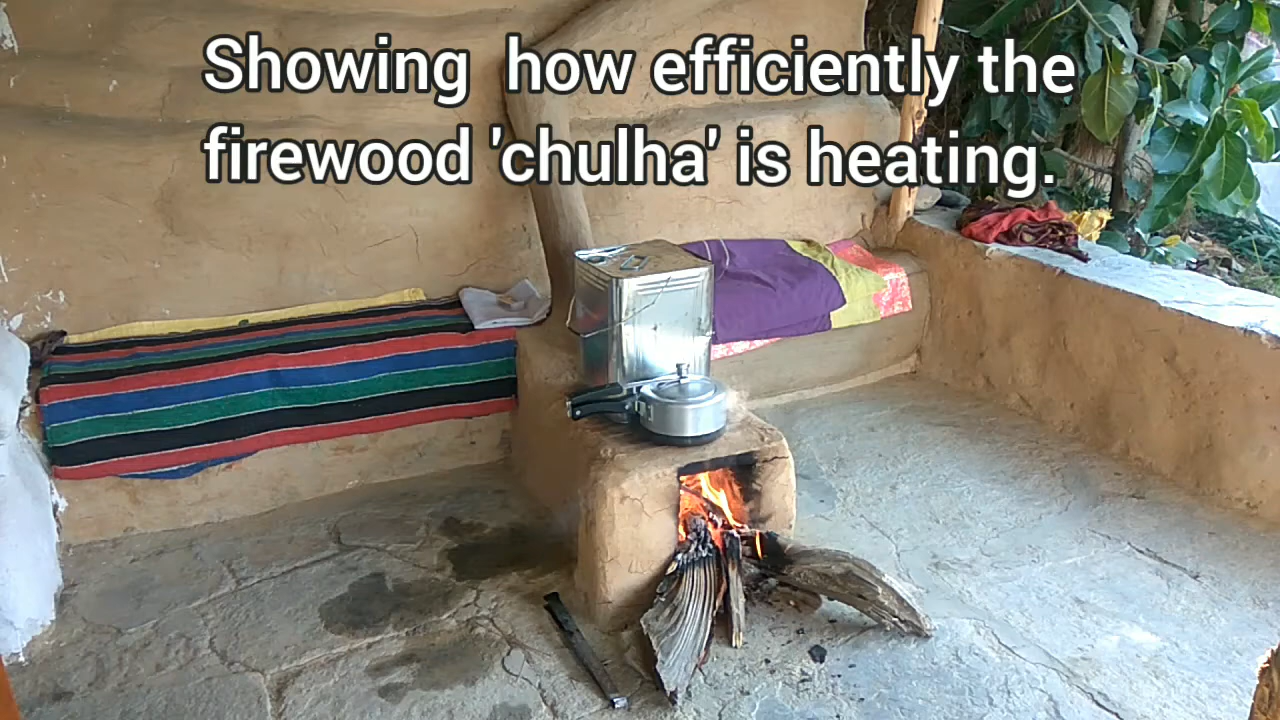 Showing how efficiently the
firewood 'chulha' is heating.